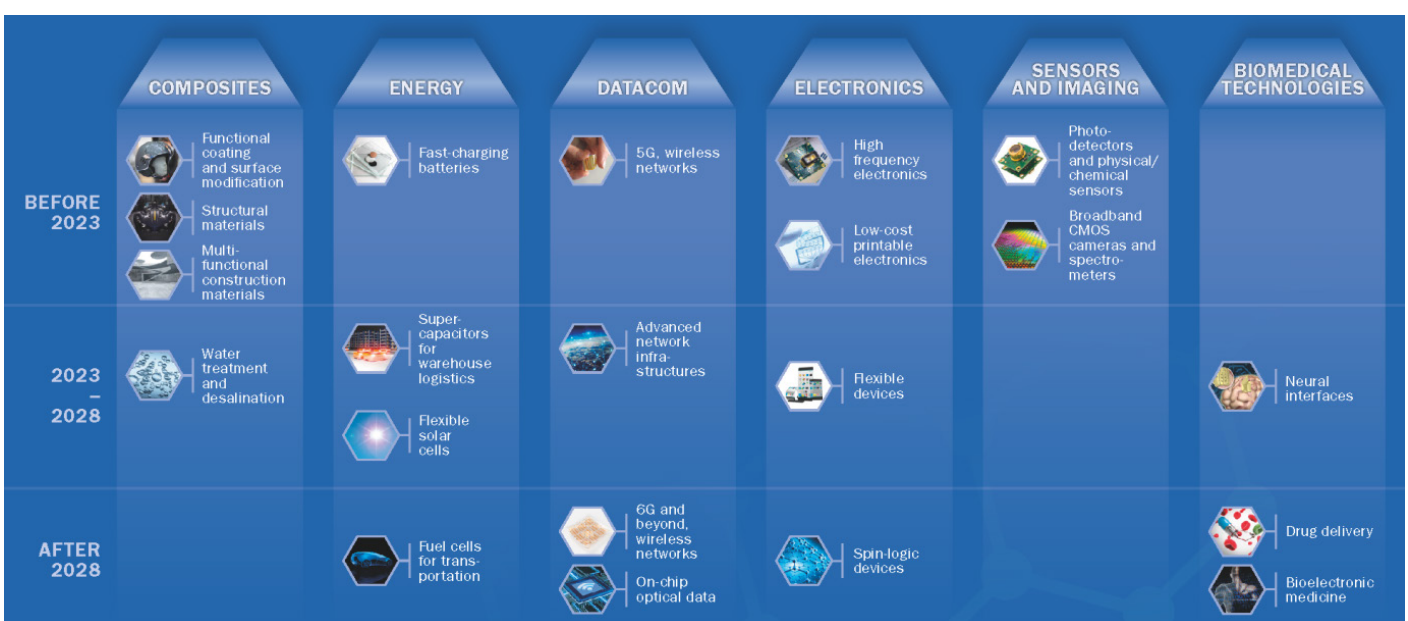 COMPOSITES
ENERGY
DATACOM
ELECTRONICS
SENSORS
AND IMAGING
BIOMEDICAL
TECHNOLOGIES
BEFORE
2023
Functional
coating
and surface
modification
Structural
materials
Multi-
functional
construction
materials
Fast-charging
batteries
5G, wireless
networks
High
frequency
electronics
Low-cost
printable
electronics
Photo-
detectors
and physical/
chemical
sensors
Broadband
CMOS
cameras and
spectro-
meters
2023
–
2028
Water
treatment
and
desalination
Super-
capacitors
for
warehouse
logistics
Flexible
solar
cells
Advanced
network
infra-
structures
Flexible
devices
Neural
interfaces
AFTER
2028
Fuel cells
for trans-
portation
6G and
beyond,
wireless
networks
On-chip
optical data
Spin-logic
devices
Drug delivery
Bioelectronic
medicine